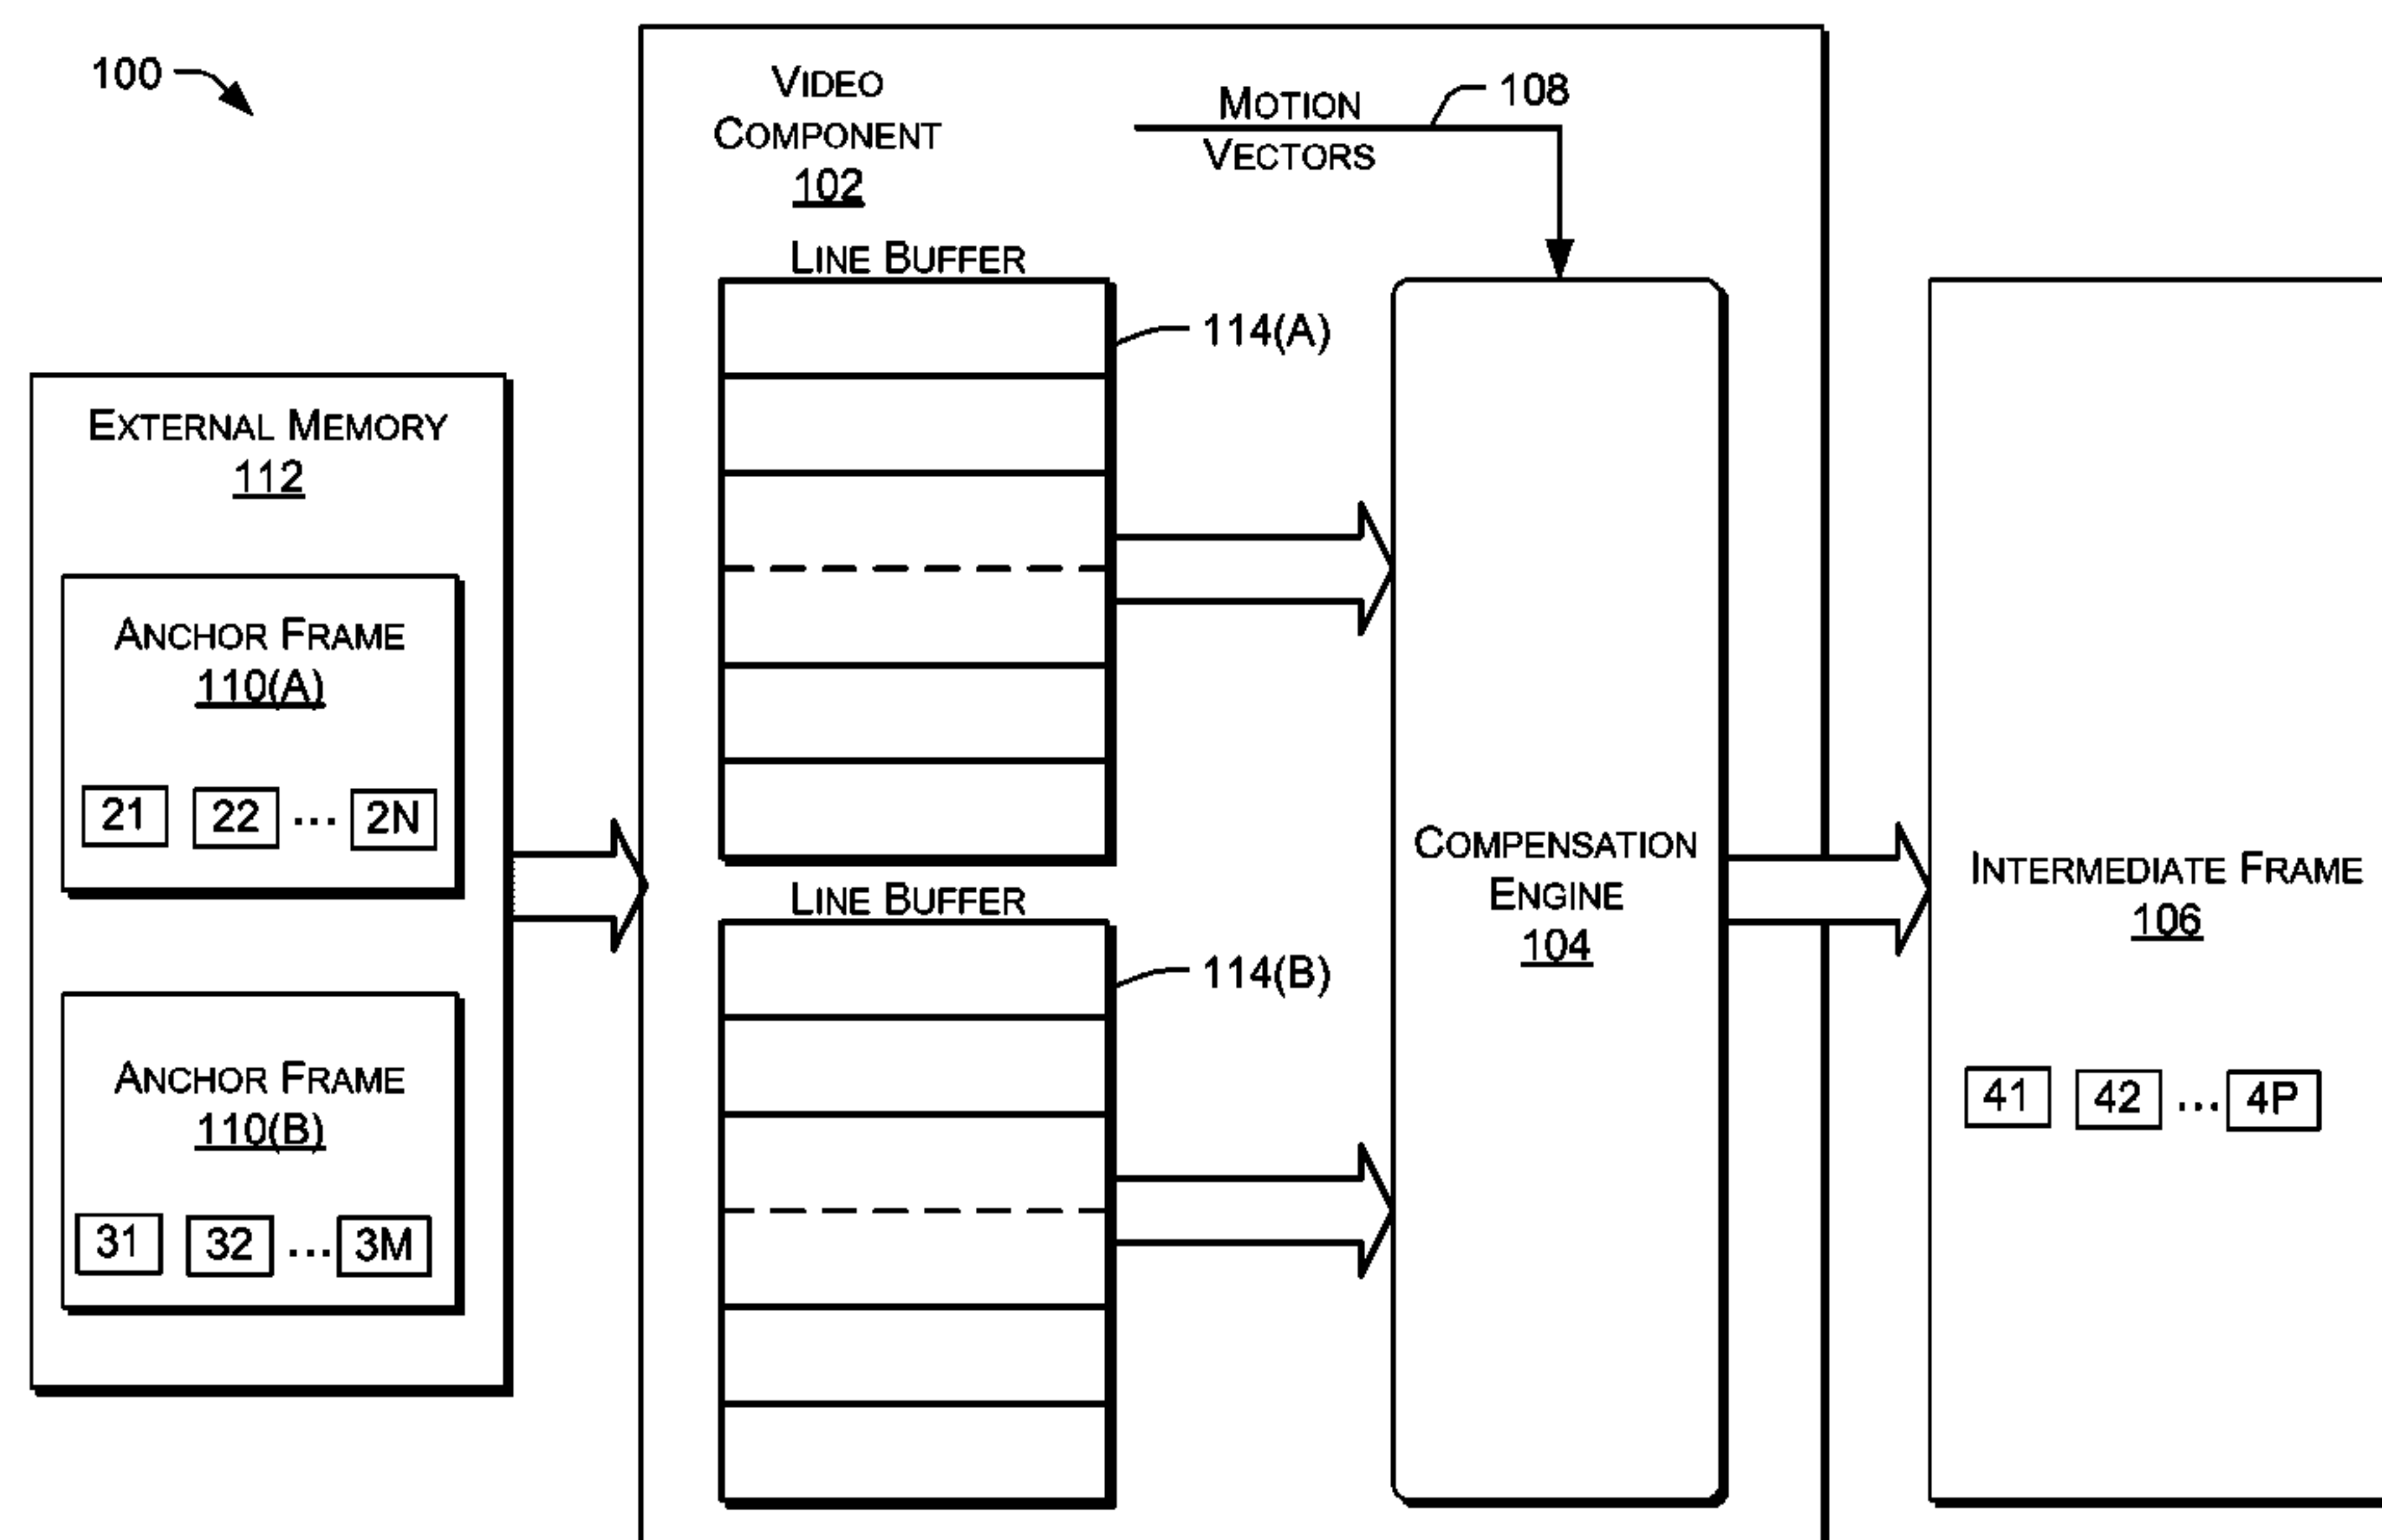 100
VIDEO
COMPONENT
102
MOTION
VECTORS
108
LINE BUFFER
114(A)
EXTERNAL MEMORY
112
ANCHOR FRAME
110(A)
21 22 ... 2N
ANCHOR FRAME
110(B)
31 32 ... 3M
LINE BUFFER
114(B)
COMPENSATION
ENGINE
104
INTERMEDIATE FRAME
106
41 42 ... 4P